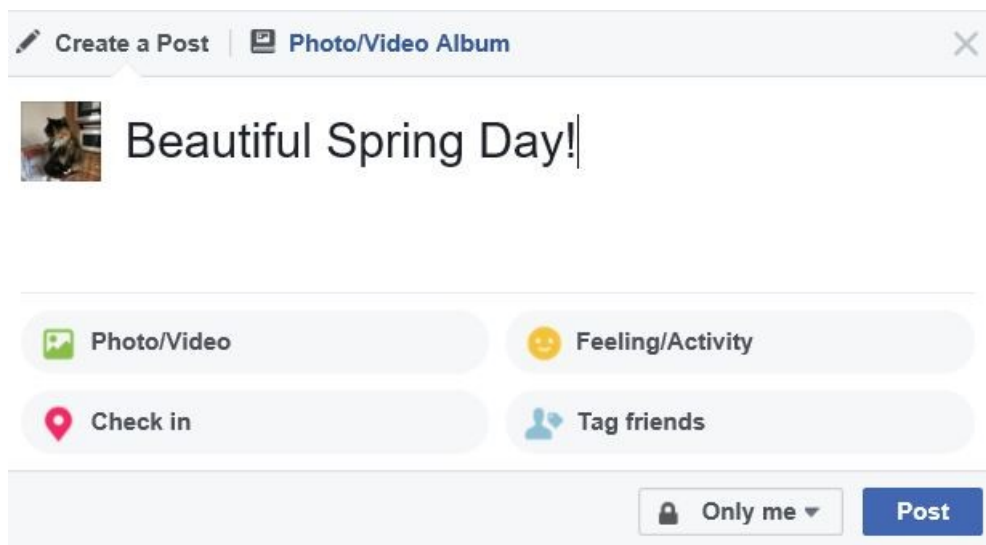 Create a Post Photo/Video Album
Beautiful Spring Day!
Photo/Video Feeling/Activity
Check in Tag friends
Only me Post